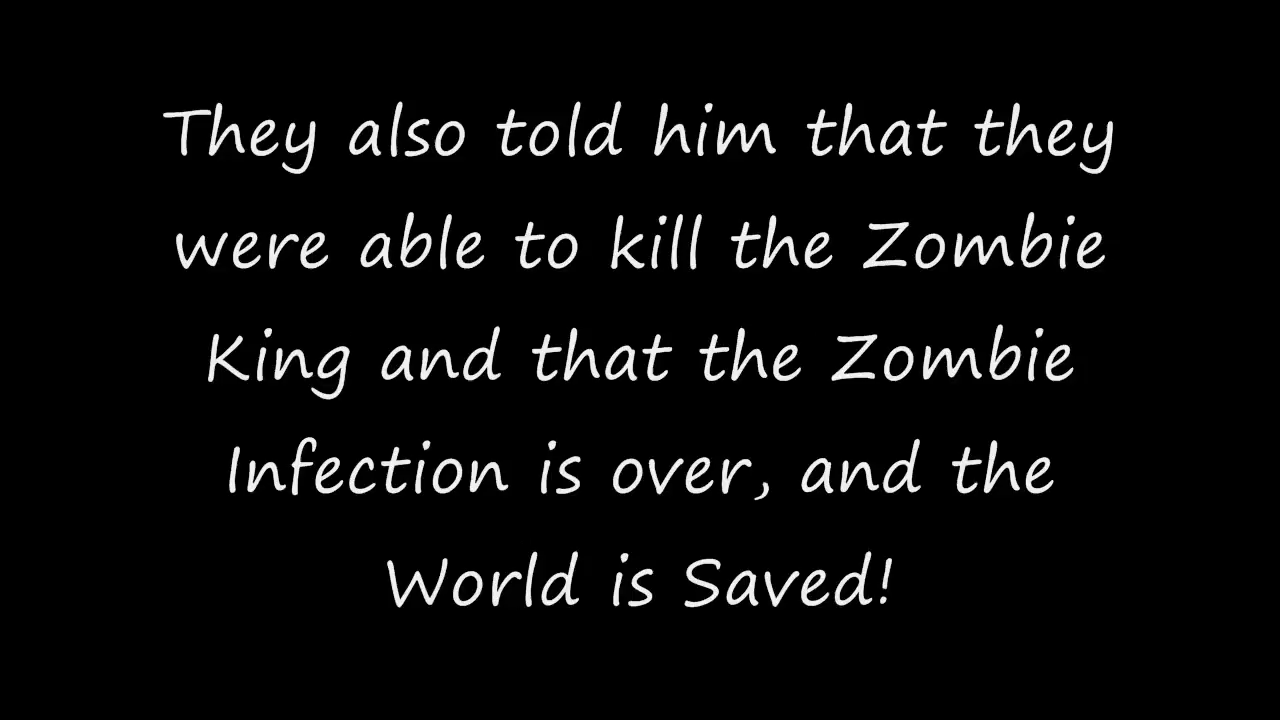 They also told him that they
were able to kill the Zombie
King and that the Zombie
Infection is over, and the
World is Saved!